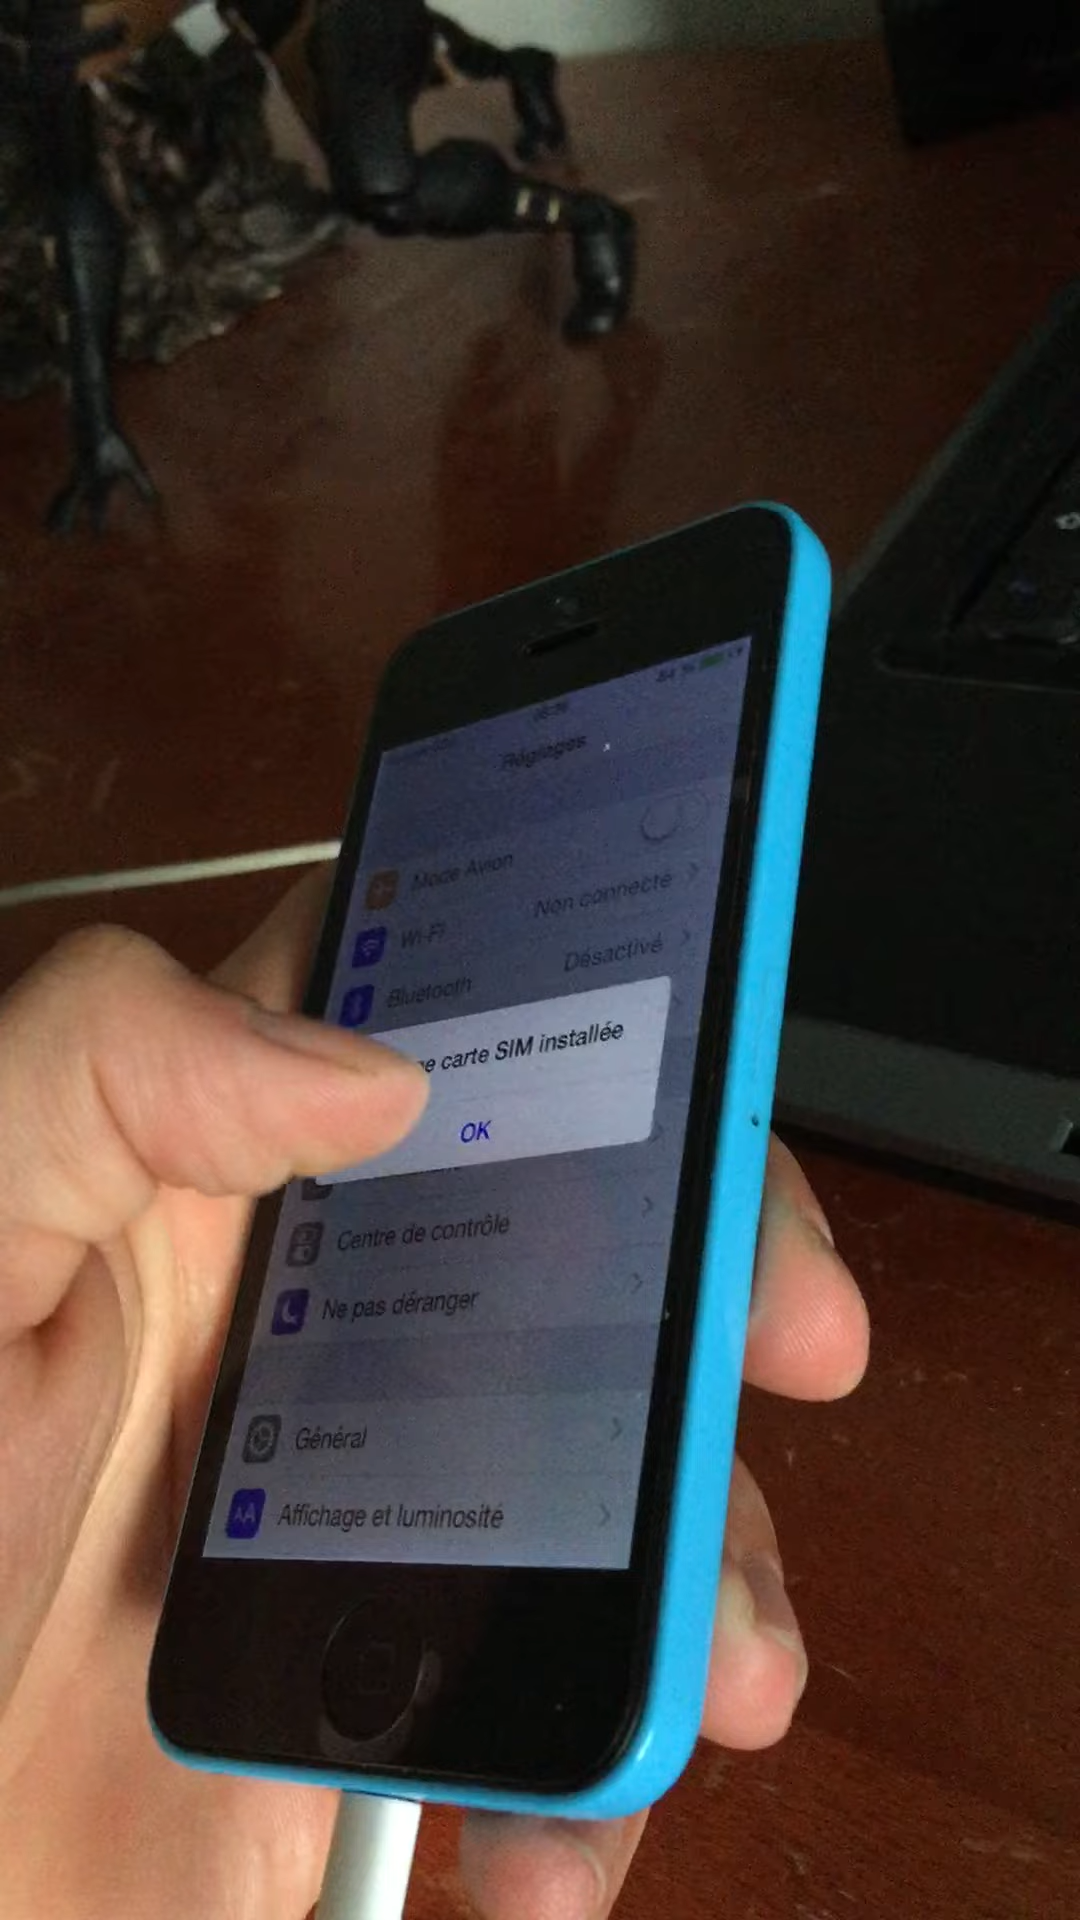 Réglages
Mode Avion
Wi-Fi Non connecté
Bluetooth Désactivé
carte SIM installée
OK
Centre de contrôle
Ne pas déranger
Général
AA Affichage et luminosité